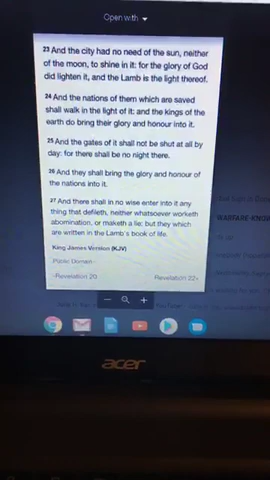 Open with
23 And the city had no need of the sun, neither
of the moon, to shine in it: for the glory of God
did lighten it, and the Lamb is the light thereof.
24 And the nations of them which are saved
shall walk in the light of it: and the kings of the
earth do bring their glory and honour into it.
25 And the gates of it shall not be shut at all by
day: for there shall be no night there.
26 And they shall bring the glory and honour of
the nations into it.
27 And there shall in no wise enter into it any
thing that defileth, neither whatsoever worketh
abomination, or maketh a lie: but they which
are written in the Lamb's book of life.
King James Version (KJV)
Public Domain
Revelation 20
Revelation 22
acer